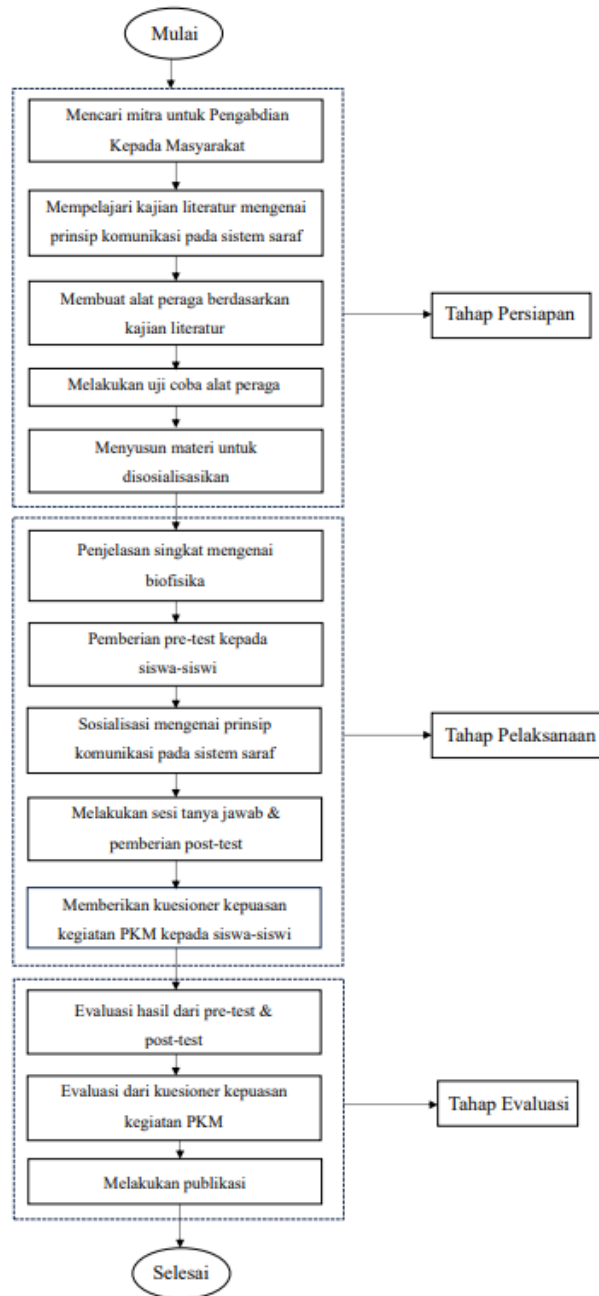 Mulai
Mencari mitra untuk Pengabdian
Kepada Masyarakat
Mempelajari kajian literatur mengenai
prinsip komunikasi pada sistem saraf
Membuat alat peraga berdasarkan
kajian literatur
Tahap Persiapan
Melakukan uji coba alat peraga
Menyusun materi untuk
disosialisasikan
Penjelasan singkat mengenai
biofisika
Pemberian pre-test kepada
siswa-siswi
Sosialisasi mengenai prinsip
komunikasi pada sistem saraf
Tahap Pelaksanaan
Melakukan sesi tanya jawab &
pemberian post-test
Memberikan kuesioner kepuasan
kegiatan PKM kepada siswa-siswi
Evaluasi hasil dari pre-test &
post-test
Evaluasi dari kuesioner kepuasan
kegiatan PKM
Tahap Evaluasi
Melakukan publikasi
Selesai